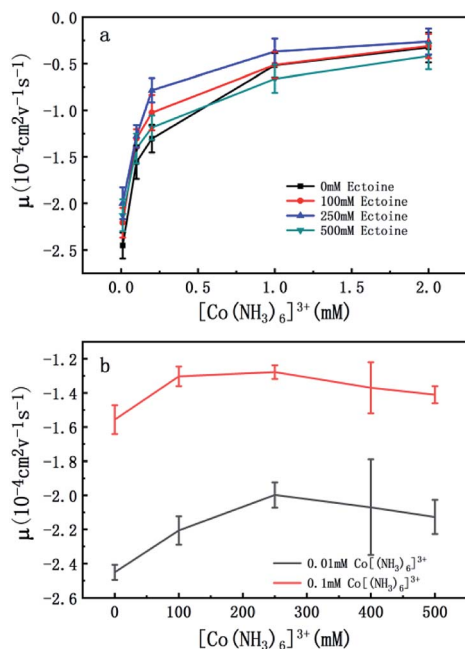 a
0.0
-0.5
-1.0
-1.5
-2.0
-2.5
μ(10⁻⁴cm²v⁻¹s⁻¹)
0mM Ectoine
100mM Ectoine
250mM Ectoine
500mM Ectoine
0.0 0.5 1.0 1.5 2.0
[Co(NH₃)₆]³⁺(mM)
b
-1.2
-1.4
-1.6
-1.8
-2.0
-2.2
-2.4
-2.6
μ(10⁻⁴cm²v⁻¹s⁻¹)
0.01mM Co[(NH₃)₆]³⁺
0.1mM Co[(NH₃)₆]³⁺
0 100 200 300 400 500
[Co(NH₃)₆]³⁺(mM)